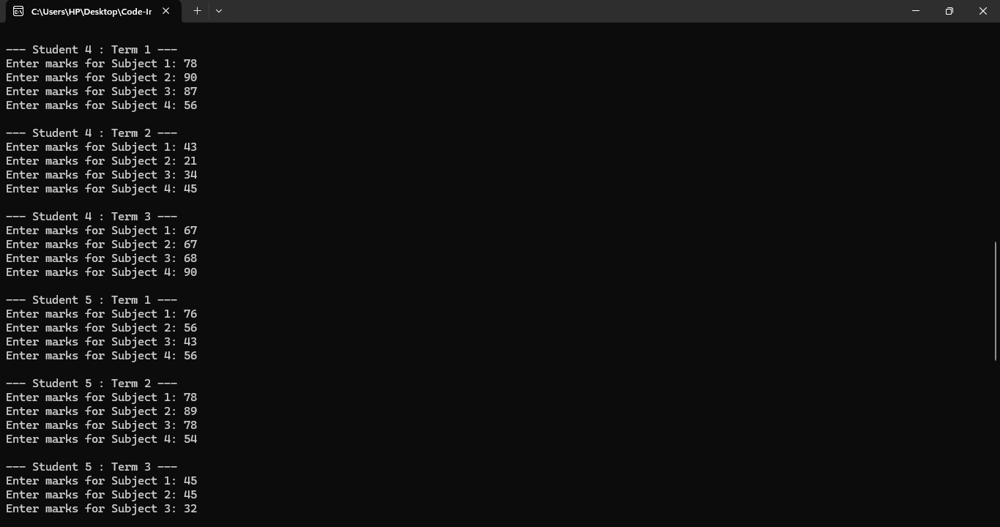 C:\Users\HP\Desktop\Code-Ir
--- Student 4 : Term 1 ---
Enter marks for Subject 1: 78
Enter marks for Subject 2: 90
Enter marks for Subject 3: 87
Enter marks for Subject 4: 56
--- Student 4 : Term 2 ---
Enter marks for Subject 1: 43
Enter marks for Subject 2: 21
Enter marks for Subject 3: 34
Enter marks for Subject 4: 45
--- Student 4 : Term 3 ---
Enter marks for Subject 1: 67
Enter marks for Subject 2: 67
Enter marks for Subject 3: 68
Enter marks for Subject 4: 90
--- Student 5 : Term 1 ---
Enter marks for Subject 1: 76
Enter marks for Subject 2: 56
Enter marks for Subject 3: 43
Enter marks for Subject 4: 56
--- Student 5 : Term 2 ---
Enter marks for Subject 1: 78
Enter marks for Subject 2: 89
Enter marks for Subject 3: 78
Enter marks for Subject 4: 54
--- Student 5 : Term 3 ---
Enter marks for Subject 1: 45
Enter marks for Subject 2: 45
Enter marks for Subject 3: 32